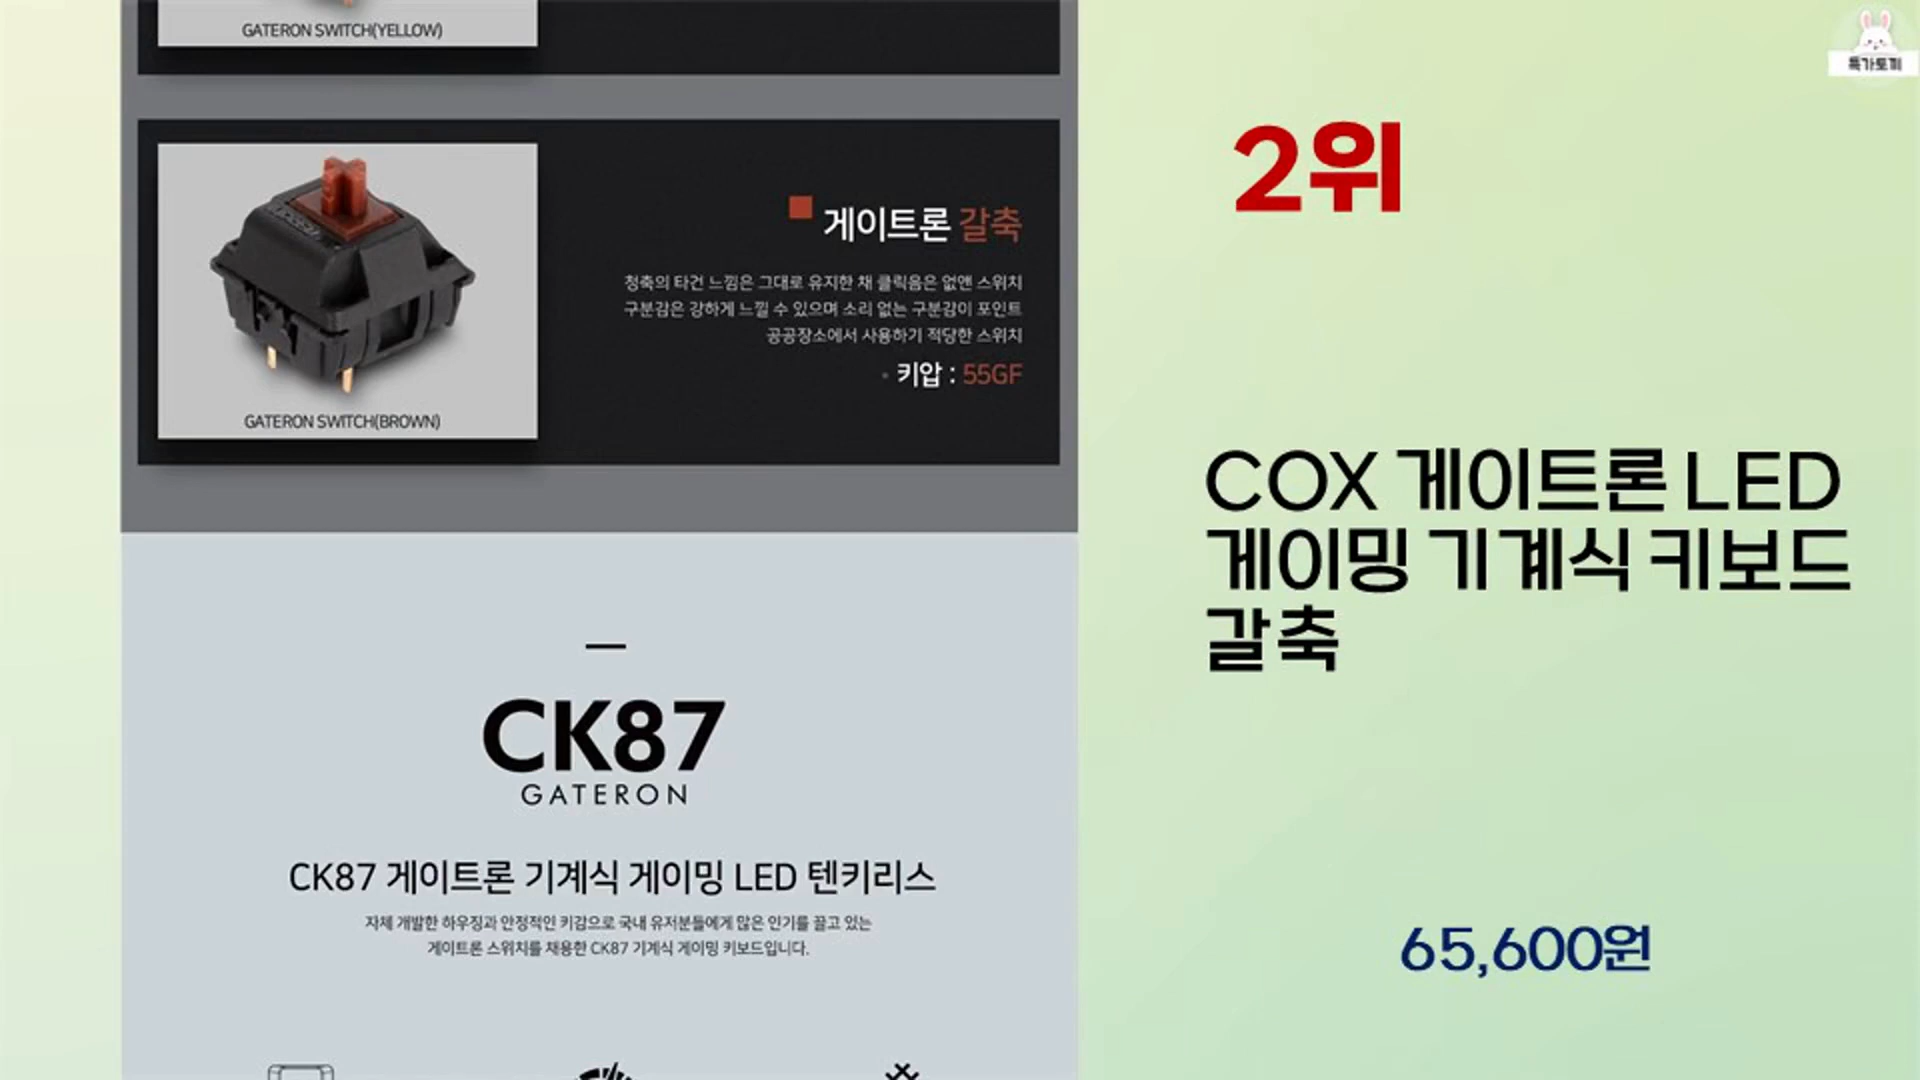 GATERON SWITCH(YELLOW)
게이트론 갈축
청축의 타건 느낌은 그대로 유지한 채 클릭음은 없앤 스위치
구분감은 강하게 느낄 수 있으며 소리 없는 구분감이 포인트
공공장소에서 사용하기 적당한 스위치
키압 : 55GF
GATERON SWITCH(BROWN)
CK87
GATERON
CK87 게이트론 기계식 게이밍 LED 텐키리스
자체 개발한 하우징과 안정적인 키감으로 국내 유저분들에게 많은 인기를 끌고 있는
게이트론 스위치를 채용한 CK87 기계식 게이밍 키보드입니다.
특가토끼
2위
COX 게이트론 LED
게이밍 기계식 키보드
갈축
65,600원